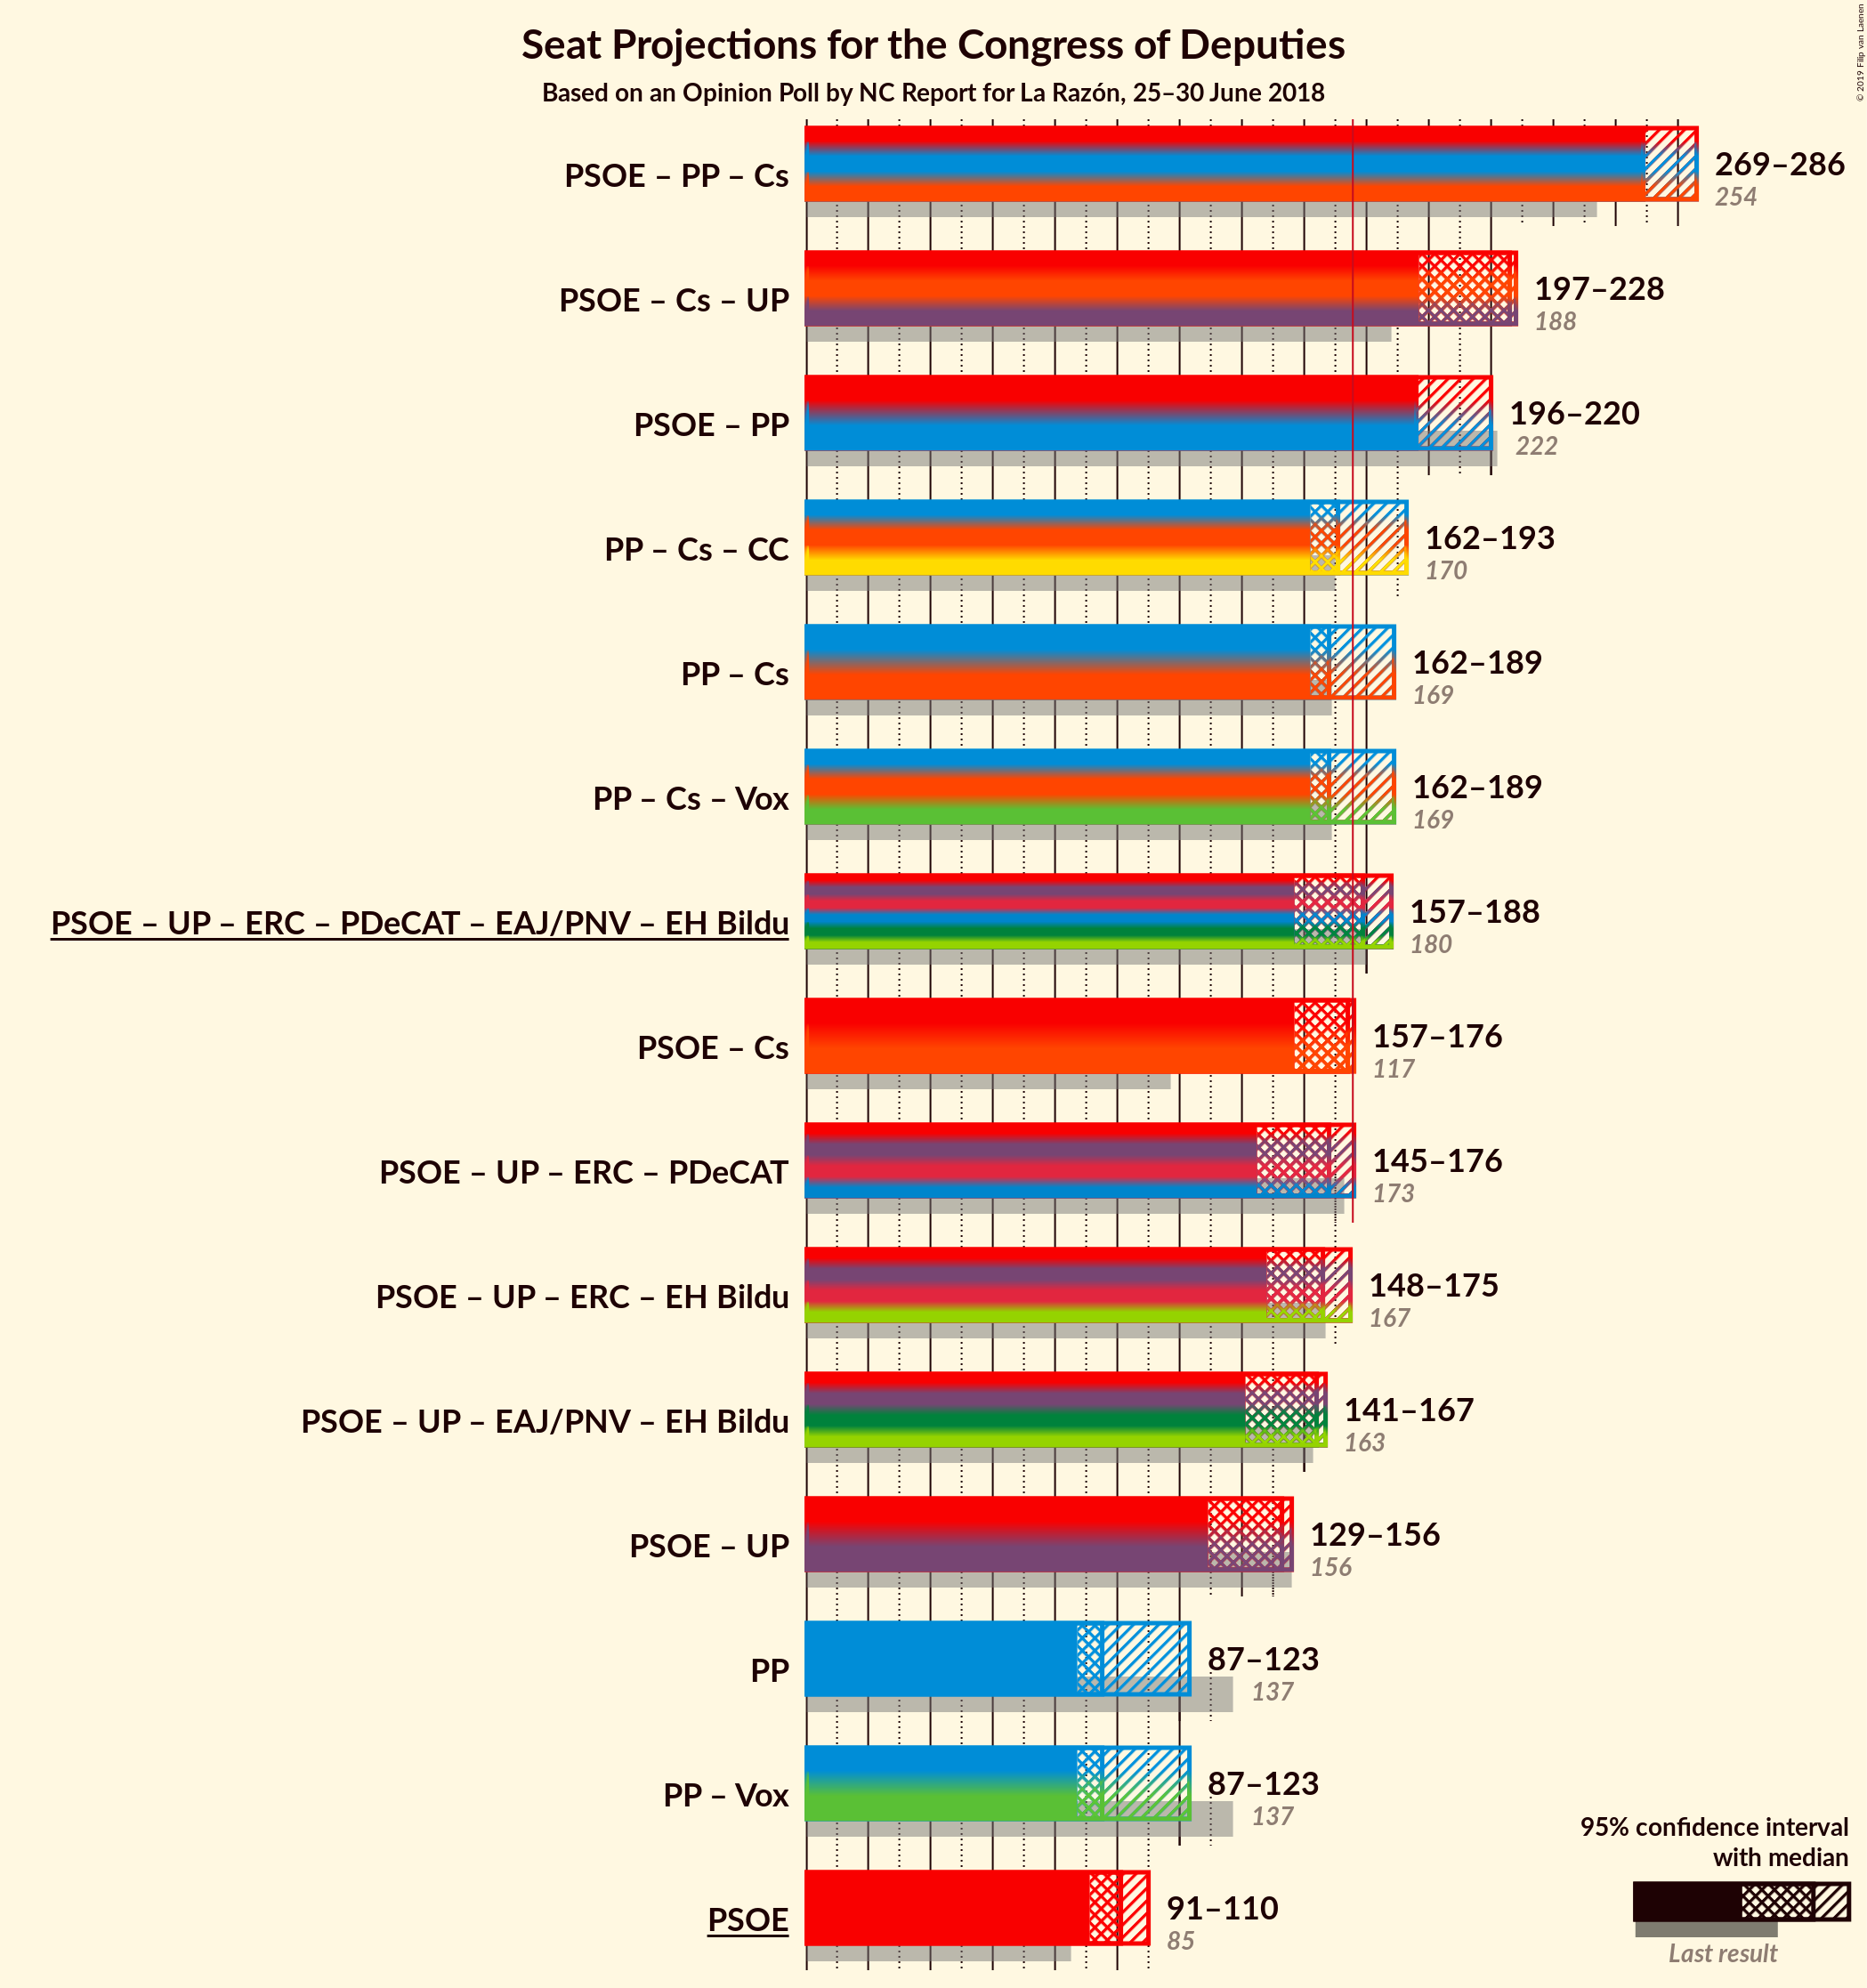 Seat Projections for the Congress of Deputies
Based on an Opinion Poll by NC Report for La Razón, 25–30 June 2018
© 2019 Filip van Laenen
PSOE – PP – Cs
269–286
254
PSOE – Cs – UP
197–228
188
PSOE – PP
196–220
222
PP – Cs – CC
162–193
170
PP – Cs
162–189
169
PP – Cs – Vox
162–189
169
PSOE – UP – ERC – PDeCAT – EAJ/PNV – EH Bildu
157–188
180
PSOE – Cs
157–176
117
PSOE – UP – ERC – PDeCAT
145–176
173
PSOE – UP – ERC – EH Bildu
148–175
167
PSOE – UP – EAJ/PNV – EH Bildu
141–167
163
PSOE – UP
129–156
156
PP
87–123
137
PP – Vox
87–123
137
PSOE
91–110
85
95% confidence interval
with median
Last result